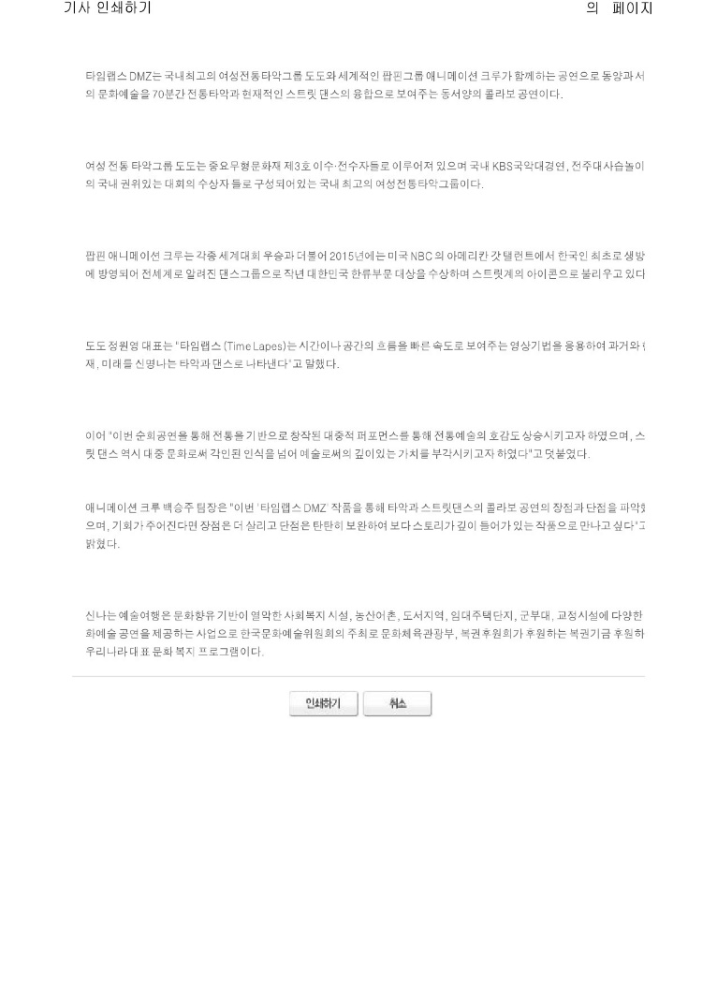 기사 인쇄하기
의 페이지
타임랩스 DMZ는 국내최고의 여성전통타악그룹 도도와 세계적인 팝핀그룹 애니메이션 크루가 함께하는 공연으로 동양과 서
의 문화예술을 70분간 전통타악과 현재적인 스트릿 댄스의 융합으로 보여주는 동서양의 콜라보 공연이다.
여성 전통 타악그룹 도도는 중요무형문화재 제3호 이수·전수자들로 이루어져 있으며 국내 KBS국악대경연, 전주대사습놀이
의 국내 권위있는 대회의 수상자 들로 구성되어있는 국내 최고의 여성전통타악그룹이다.
팝핀 애니메이션 크루는 각종 세계대회 우승과 더불어 2015년에는 미국 NBC 의 아메리칸 갓 탤런트에서 한국인 최초로 생방
에 방영되어 전세계로 알려진 댄스그룹으로 작년 대한민국 한류부문 대상을 수상하며 스트릿계의 아이콘으로 불리우고 있다
도도 정원영 대표는 "타임랩스 (Time Lapes)는 시간이나 공간의 흐름을 빠른 속도로 보여주는 영상기법을 응용하여 과거와
재, 미래를 신명나는 타악과 댄스로 나타낸다"고 말했다.
이어 "이번 순회공연을 통해 전통을 기반으로 창작된 대중적 퍼포먼스를 통해 전통예술의 호감도 상승시키고자 하였으며, 스
릿 댄스 역시 대중 문화로써 각인된 인식을 넘어 예술로써의 깊이있는 가치를 부각시키고자 하였다"고 덧붙였다.
애니메이션 크루 백승주 팀장은 "이번 '타임랩스 DMZ' 작품을 통해 타악과 스트릿댄스의 콜라보 공연의 장점과 단점을 파악했
으며, 기회가 주어진다면 장점은 더 살리고 단점은 탄탄히 보완하여 보다 스토리가 깊이 들어가 있는 작품으로 만나고 싶다"고
밝혔다.
신나는 예술여행은 문화향유 기반이 열악한 사회복지 시설, 농산어촌, 도서지역, 임대주택단지, 군부대, 교정시설에 다양한
화예술 공연을 제공하는 사업으로 한국문화예술위원회의 주최로 문화체육관광부, 복권위원회가 후원하는 복권기금 후원하
우리나라 대표 문화 복지 프로그램이다.
인쇄하기 취소